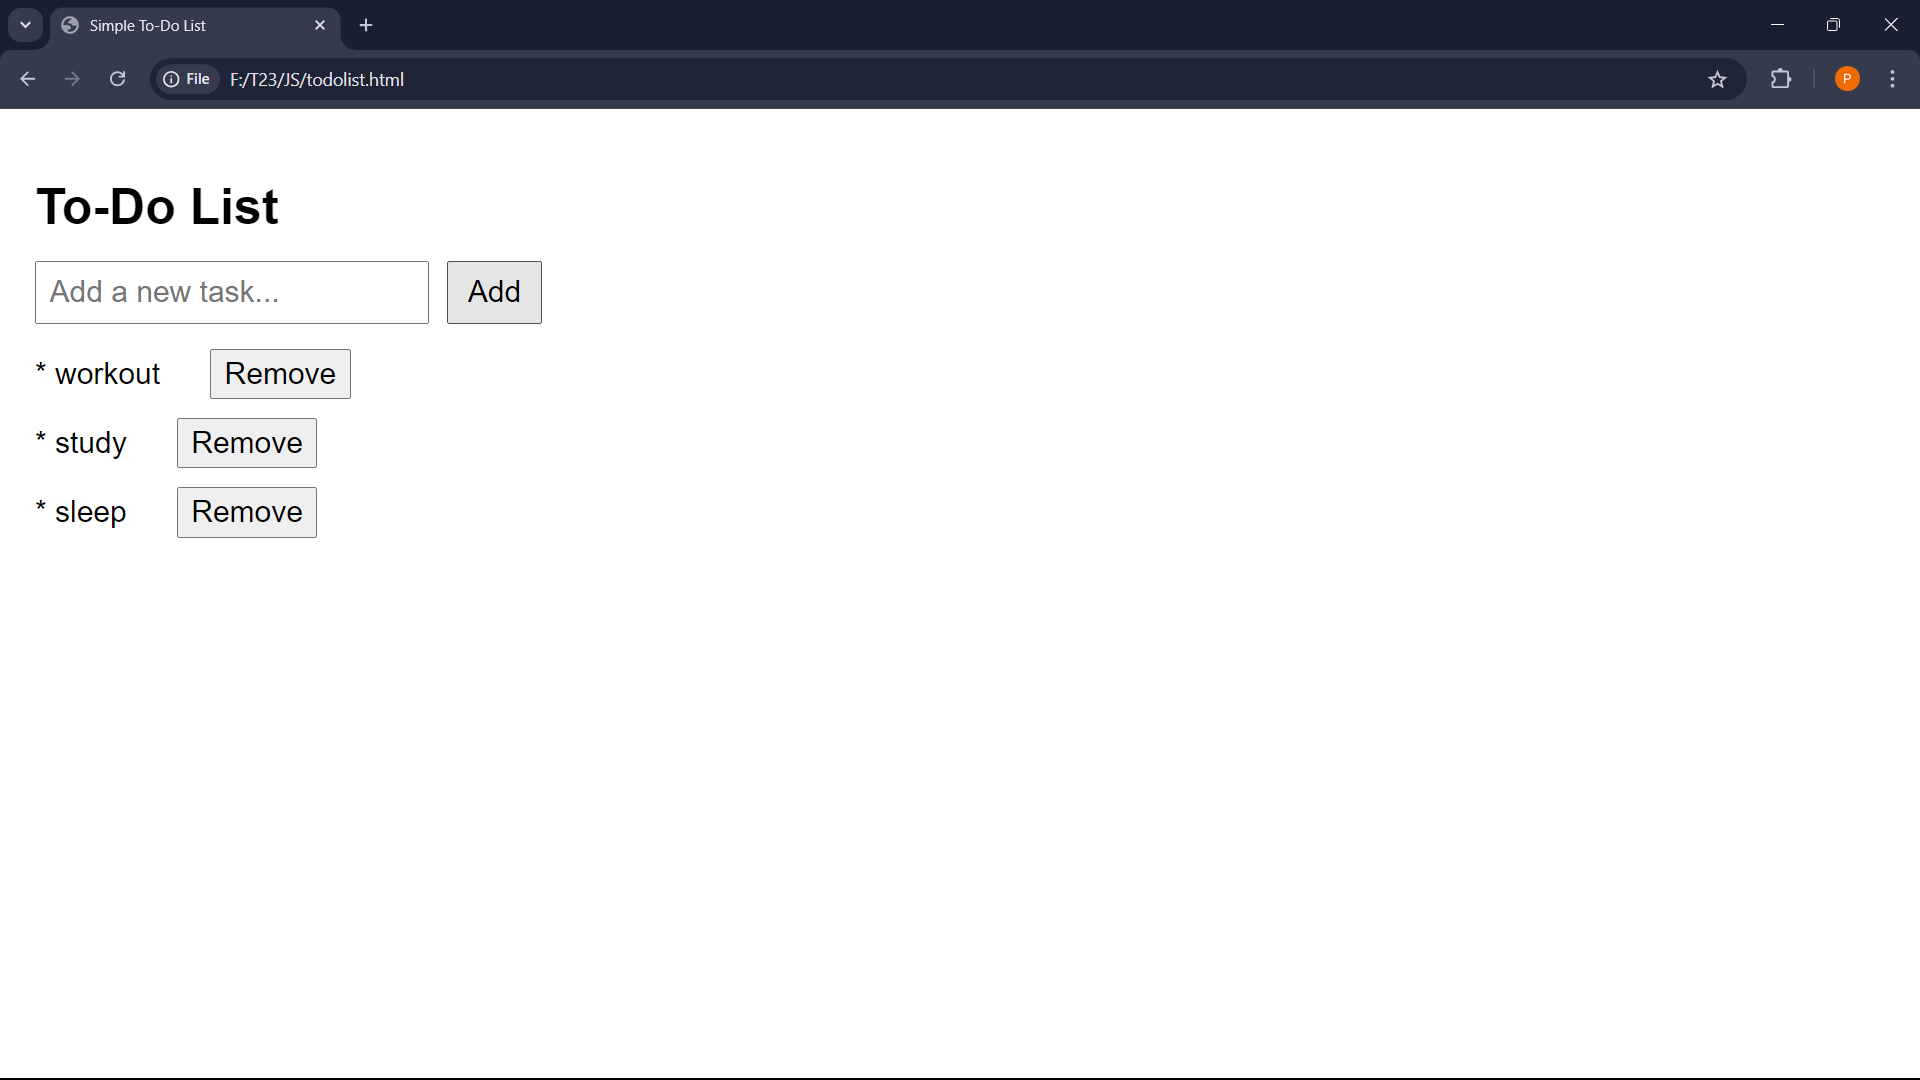 Simple To-Do List
File F:/T23/JS/todolist.html
P
To-Do List
Add a new task... Add
* workout Remove
* study Remove
* sleep Remove